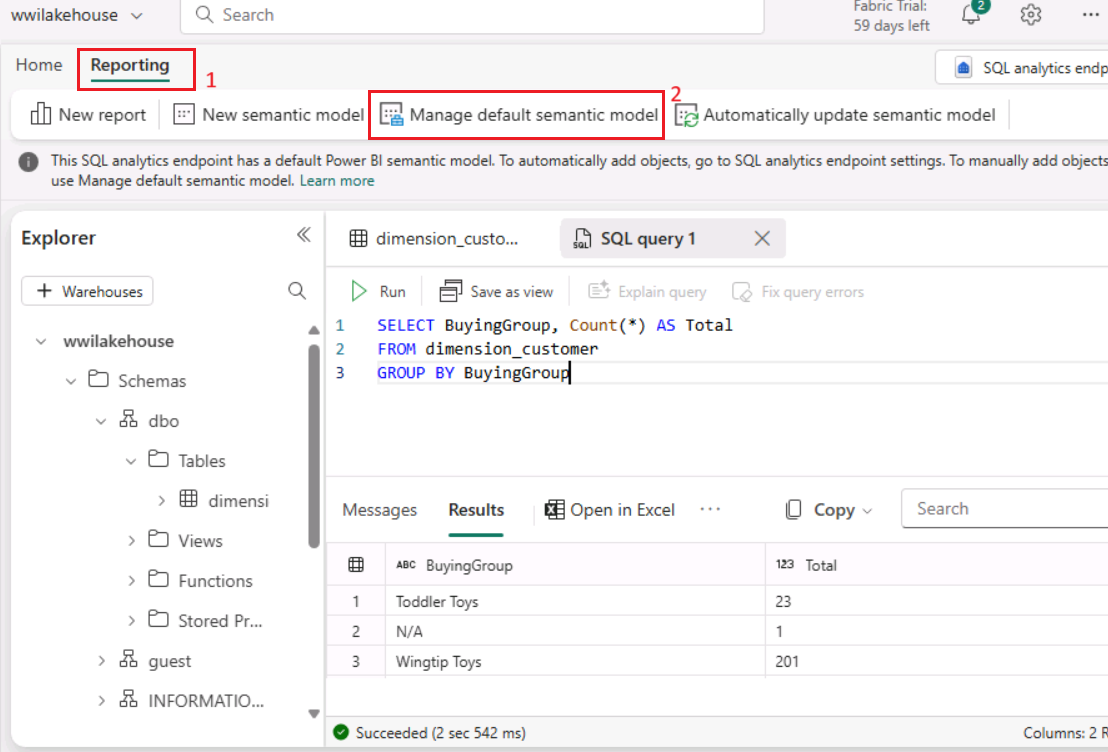 wwilakehouse
Search
Fabric Trial:
59 days left
2
Home
Reporting
1
SQL analytics endp
New report
New semantic model
Manage default semantic model
2
Automatically update semantic model
This SQL analytics endpoint has a default Power BI semantic model. To automatically add objects, go to SQL analytics endpoint settings. To manually add objects
use Manage default semantic model. Learn more
Explorer
dimension_custo...
SQL query 1
+ Warehouses
Run
Save as view
Explain query
Fix query errors
wwilakehouse
Schemas
dbo
Tables
dimensi
Views
Functions
Stored Pr...
guest
INFORMATIO...
1 SELECT BuyingGroup, Count(*) AS Total
2 FROM dimension_customer
3 GROUP BY BuyingGroup
Messages
Results
Open in Excel
...
Copy
Search
ABC BuyingGroup
123 Total
1 Toddler Toys 23
2 N/A 1
3 Wingtip Toys 201
Succeeded (2 sec 542 ms)
Columns: 2 R